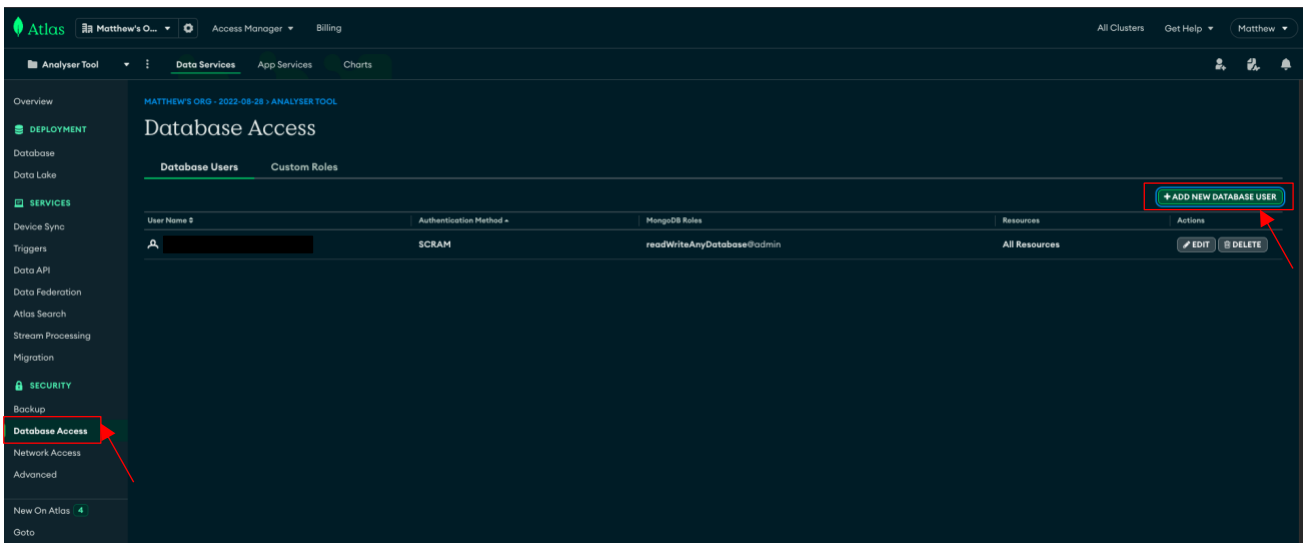 Atlas
Matthew's O...
Access Manager
Billing
All Clusters
Get Help
Matthew
Analyser Tool
Data Services
App Services
Charts
Overview
DEPLOYMENT
Database
Data Lake
SERVICES
Device Sync
Triggers
Data API
Data Federation
Atlas Search
Stream Processing
Migration
SECURITY
Backup
Database Access
Network Access
Advanced
New On Atlas 4
Goto
MATTHEW'S ORG - 2022-08-28 > ANALYSER TOOL
Database Access
Database Users
Custom Roles
+ ADD NEW DATABASE USER
User Name
Authentication Method
MongoDB Roles
Resources
Actions
SCRAM
readWriteAnyDatabase@admin
All Resources
EDIT
DELETE